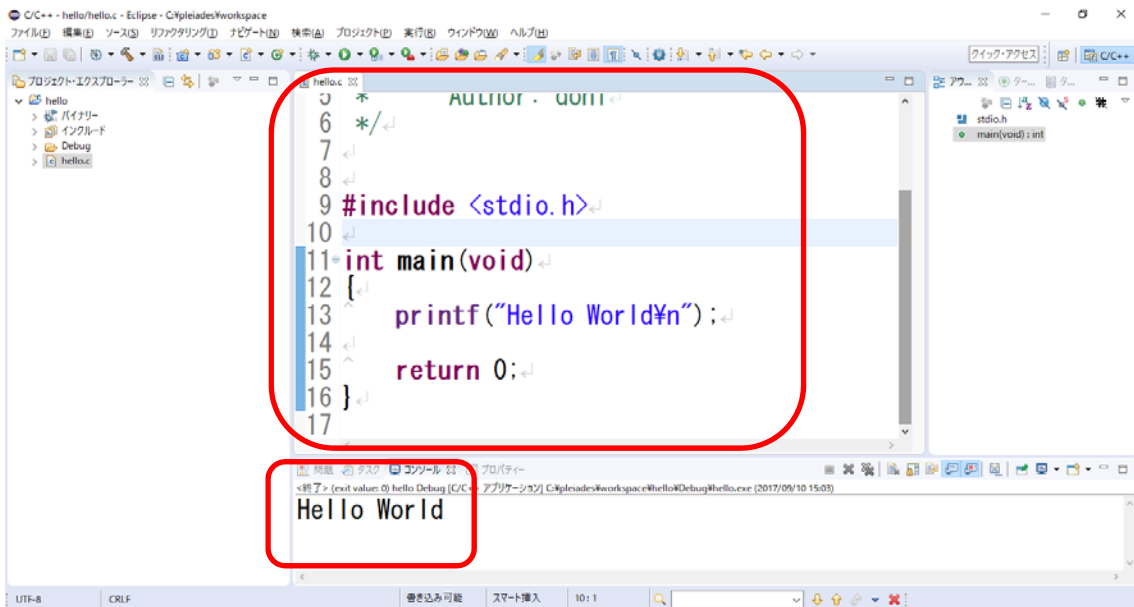 C/C++ - hello/hello.c - Eclipse - C:¥pleiades¥workspace
ファイル(F) 編集(E) ソース(S) リファクタリング(T) ナビゲート(N) 検索(A) プロジェクト(P) 実行(R) ウィンドウ(W) ヘルプ(H)
クイック・アクセス C/C++
プロジェクト・エクスプローラー
hello
バイナリー
インクルード
Debug
hello.c
hello.c
5 * Author: dohi
6 */
7
8
9 #include <stdio.h>
10
11 int main(void)
12 {
13 printf("Hello World¥n");
14
15 return 0;
16 }
17
アウ... ター... タ...
stdio.h
main(void) : int
問題 タスク コンソール プロパティー
<終了> (exit value: 0) hello Debug [C/C++ アプリケーション] C:¥pleiades¥workspace¥hello¥Debug¥hello.exe (2017/09/10 15:03)
Hello World
UTF-8 CRLF 書き込み可能 スマート挿入 10 : 1